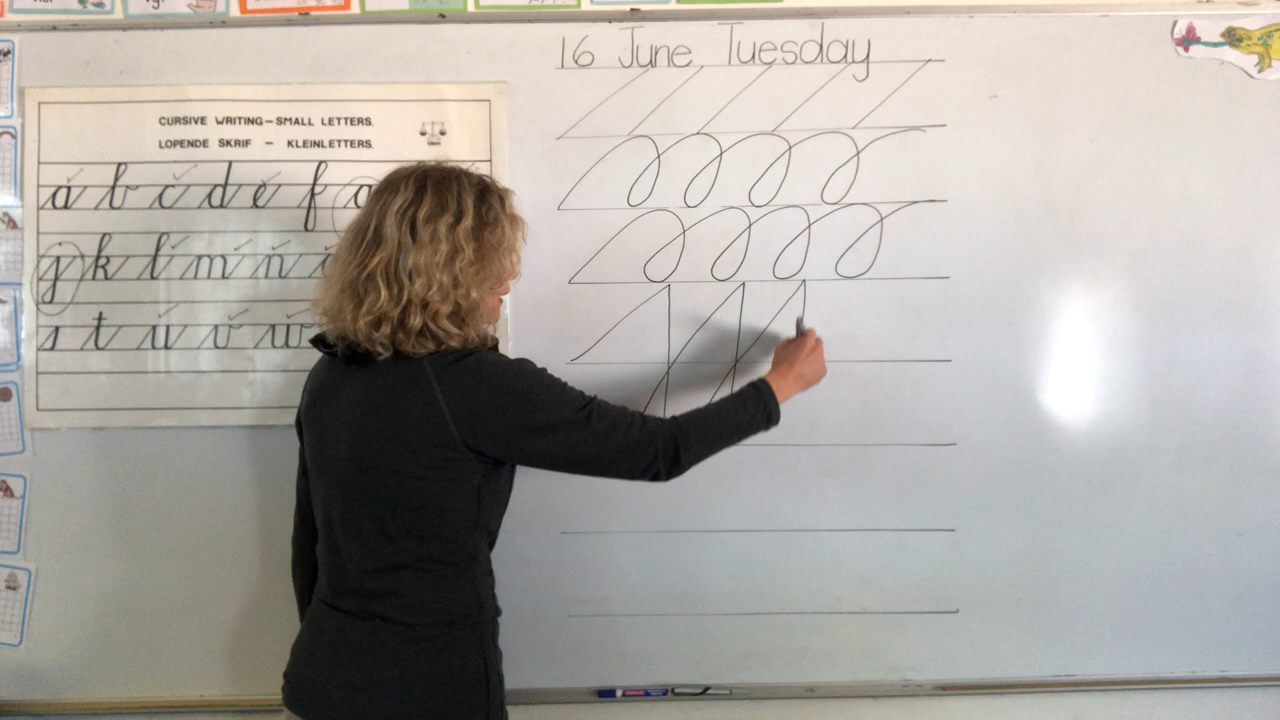 16 June Tuesday
CURSIVE WRITING – SMALL LETTERS.
LOPENDE SKRIF – KLEINLETTERS.
a b c d e f
j k l m n
s t u v w